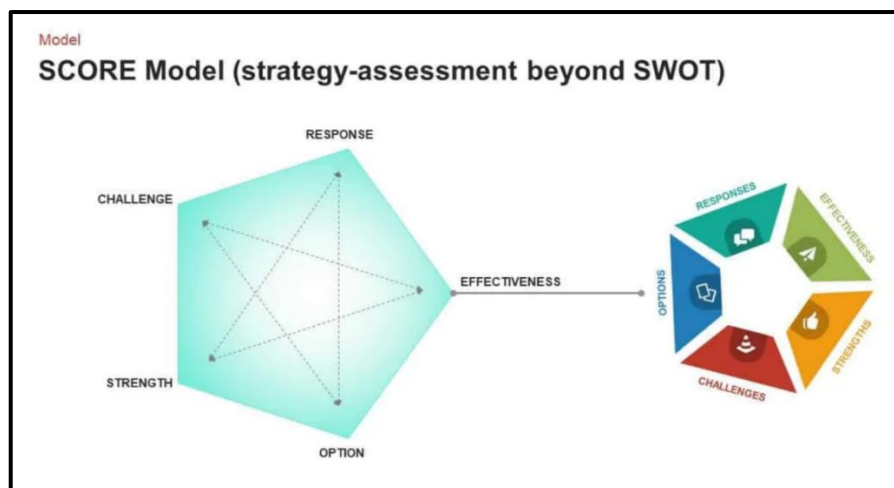 Model
SCORE Model (strategy-assessment beyond SWOT)
RESPONSE
CHALLENGE
STRENGTH
OPTION
EFFECTIVENESS
RESPONSES
EFFECTIVENESS
OPTIONS
STRENGTHS
CHALLENGES